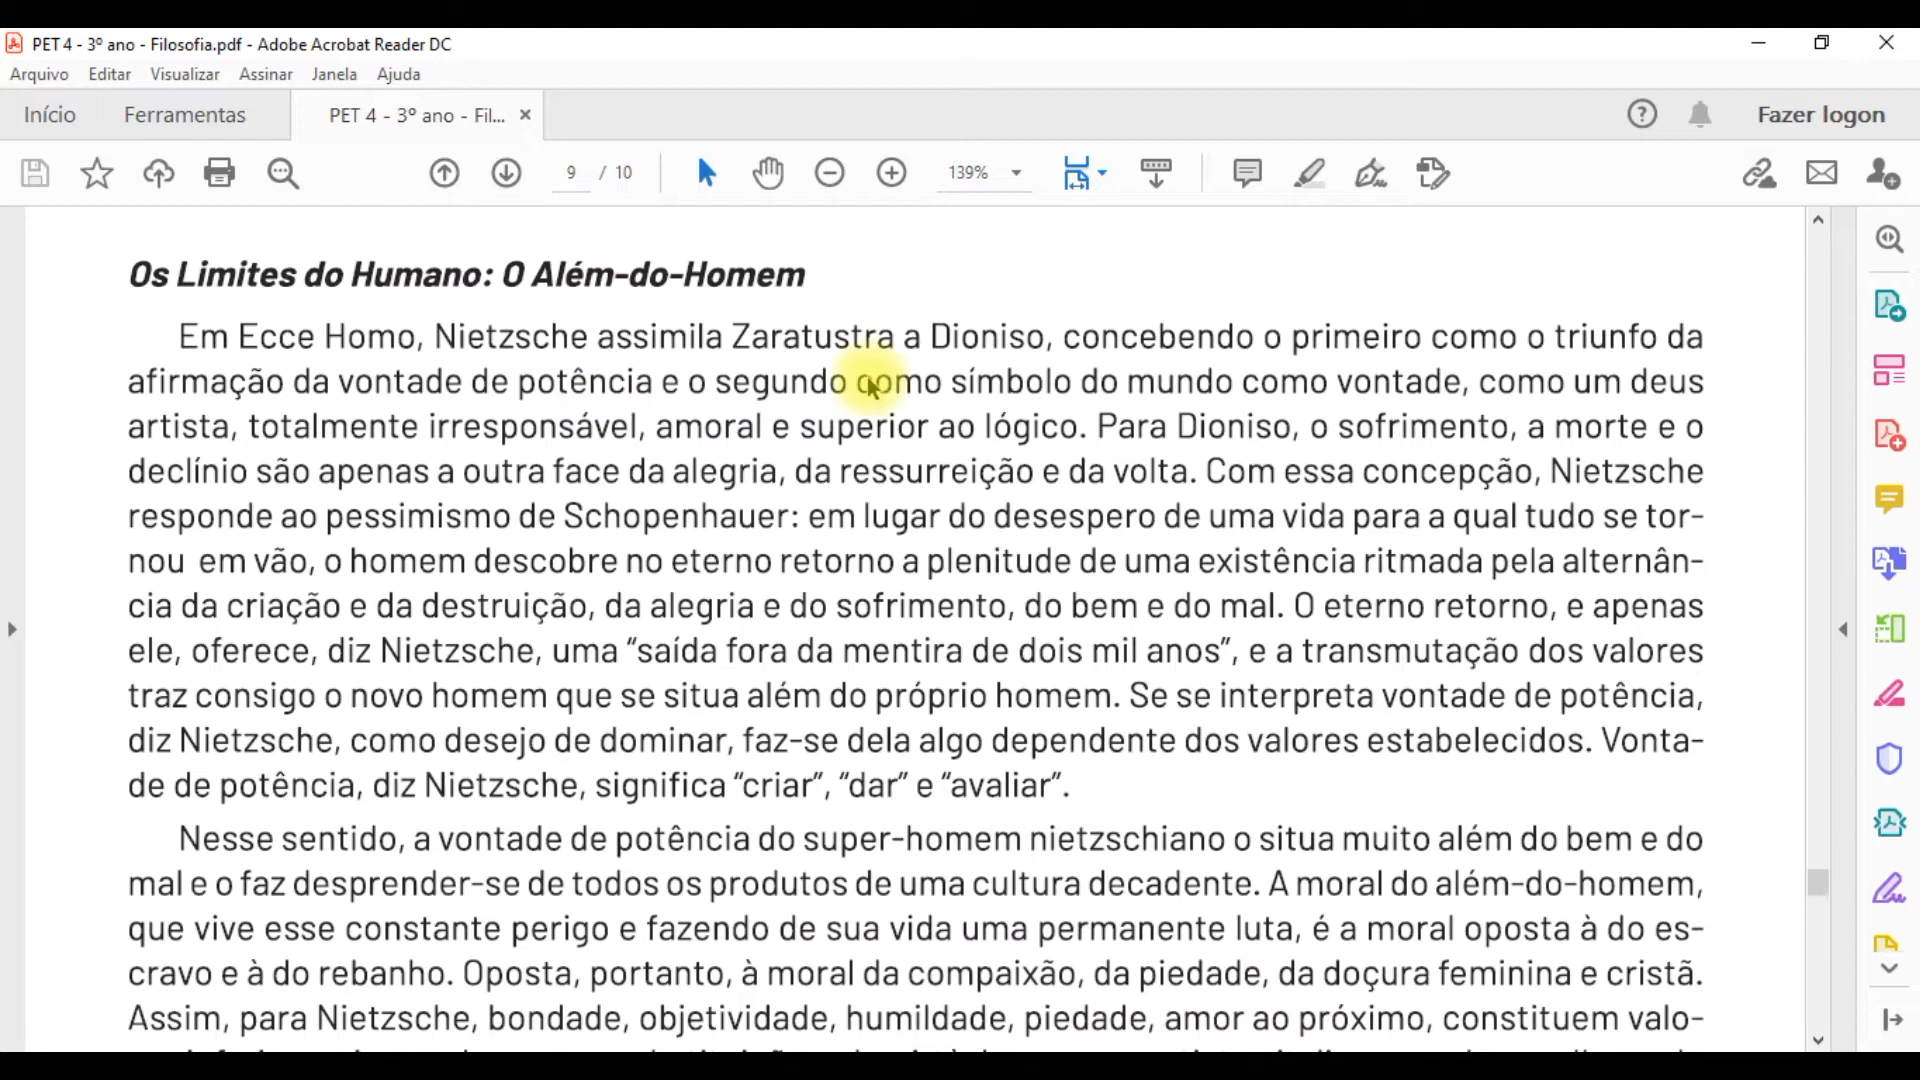 PET 4 - 3º ano - Filosofia.pdf - Adobe Acrobat Reader DC
Arquivo Editar Visualizar Assinar Janela Ajuda
Início Ferramentas PET 4 - 3º ano - Fil... Fazer logon
9 / 10 139%
Os Limites do Humano: O Além-do-Homem
Em Ecce Homo, Nietzsche assimila Zaratustra a Dioniso, concebendo o primeiro como o triunfo da
afirmação da vontade de potência e o segundo como símbolo do mundo como vontade, como um deus
artista, totalmente irresponsável, amoral e superior ao lógico. Para Dioniso, o sofrimento, a morte e o
declínio são apenas a outra face da alegria, da ressurreição e da volta. Com essa concepção, Nietzsche
responde ao pessimismo de Schopenhauer: em lugar do desespero de uma vida para a qual tudo se tor-
nou em vão, o homem descobre no eterno retorno a plenitude de uma existência ritmada pela alternân-
cia da criação e da destruição, da alegria e do sofrimento, do bem e do mal. O eterno retorno, e apenas
ele, oferece, diz Nietzsche, uma “saída fora da mentira de dois mil anos”, e a transmutação dos valores
traz consigo o novo homem que se situa além do próprio homem. Se se interpreta vontade de potência,
diz Nietzsche, como desejo de dominar, faz-se dela algo dependente dos valores estabelecidos. Vonta-
de de potência, diz Nietzsche, significa “criar”, “dar” e “avaliar”.
Nesse sentido, a vontade de potência do super-homem nietzschiano o situa muito além do bem e do
mal e o faz desprender-se de todos os produtos de uma cultura decadente. A moral do além-do-homem,
que vive esse constante perigo e fazendo de sua vida uma permanente luta, é a moral oposta à do es-
cravo e à do rebanho. Oposta, portanto, à moral da compaixão, da piedade, da doçura feminina e cristã.
Assim, para Nietzsche, bondade, objetividade, humildade, piedade, amor ao próximo, constituem valo-